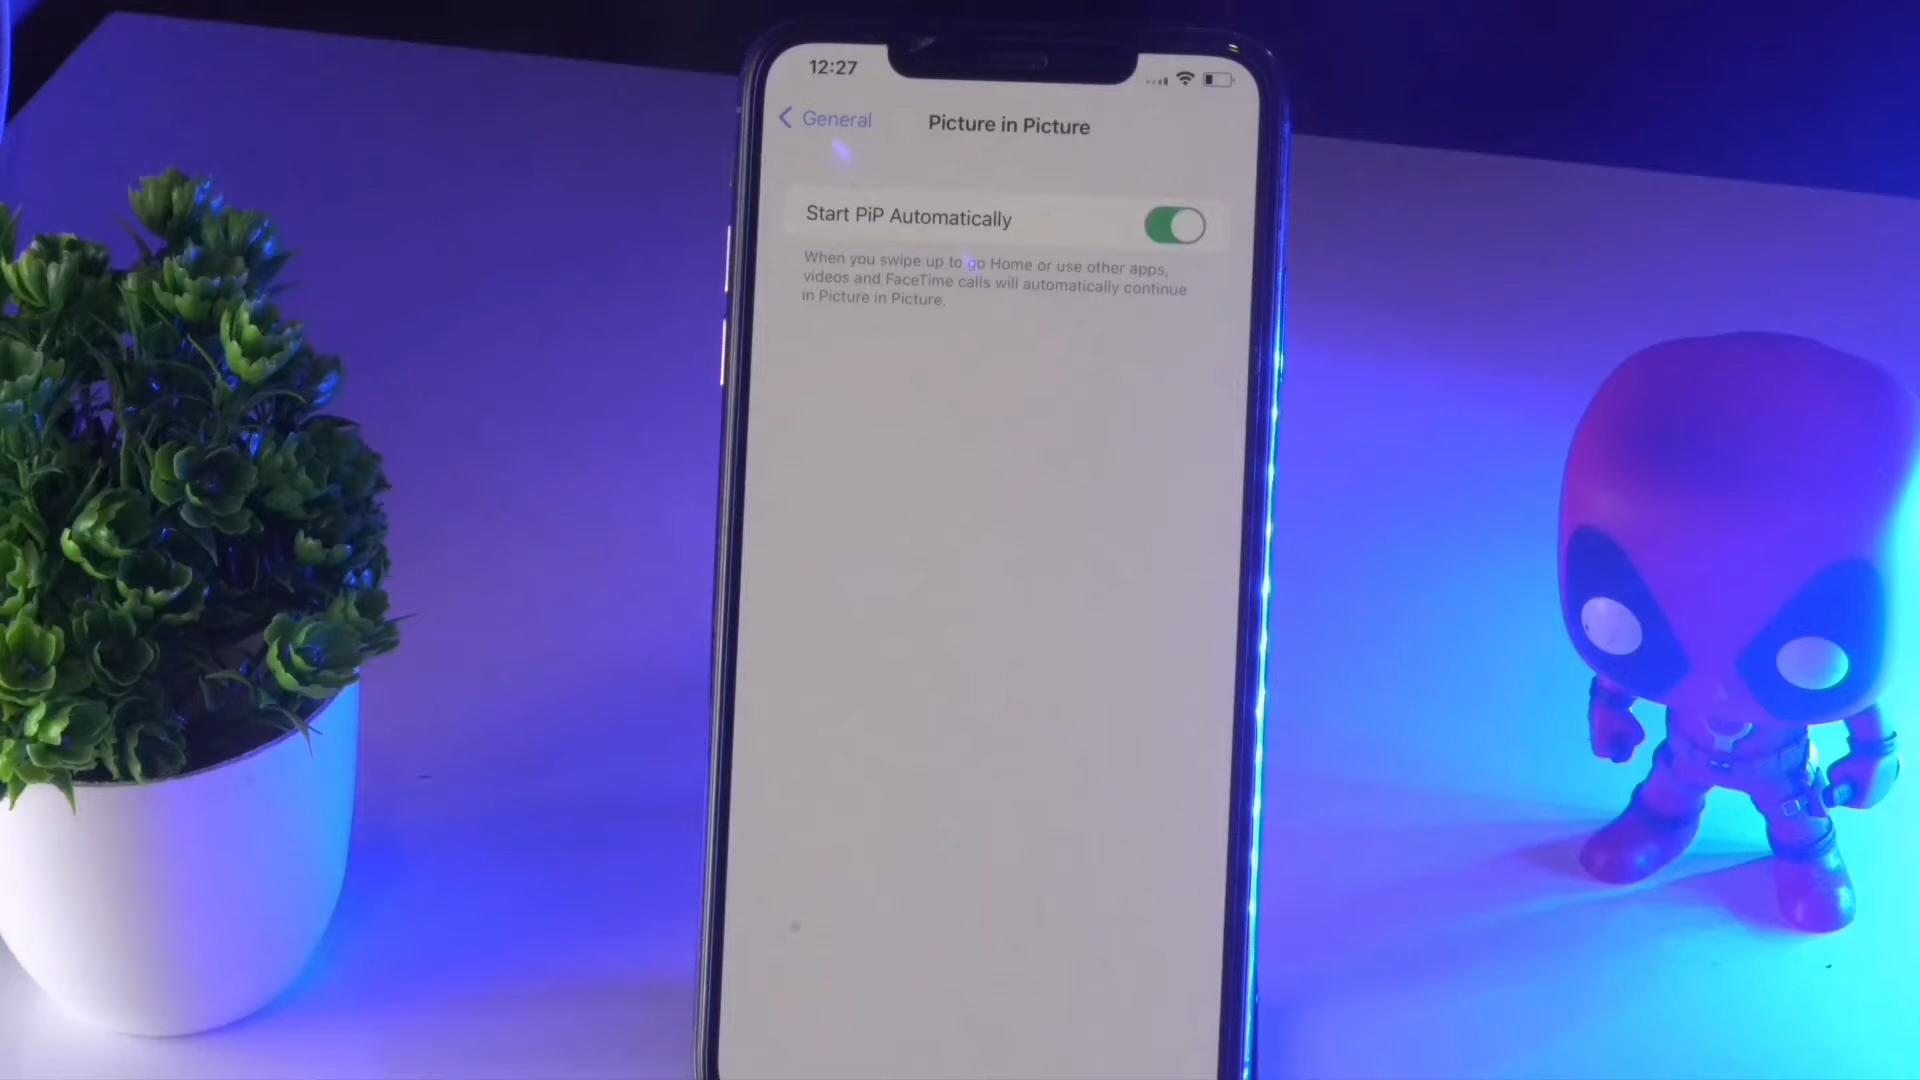 12:27
General
Picture in Picture
Start PiP Automatically
When you swipe up to go Home or use other apps,
videos and FaceTime calls will automatically continue
in Picture in Picture.